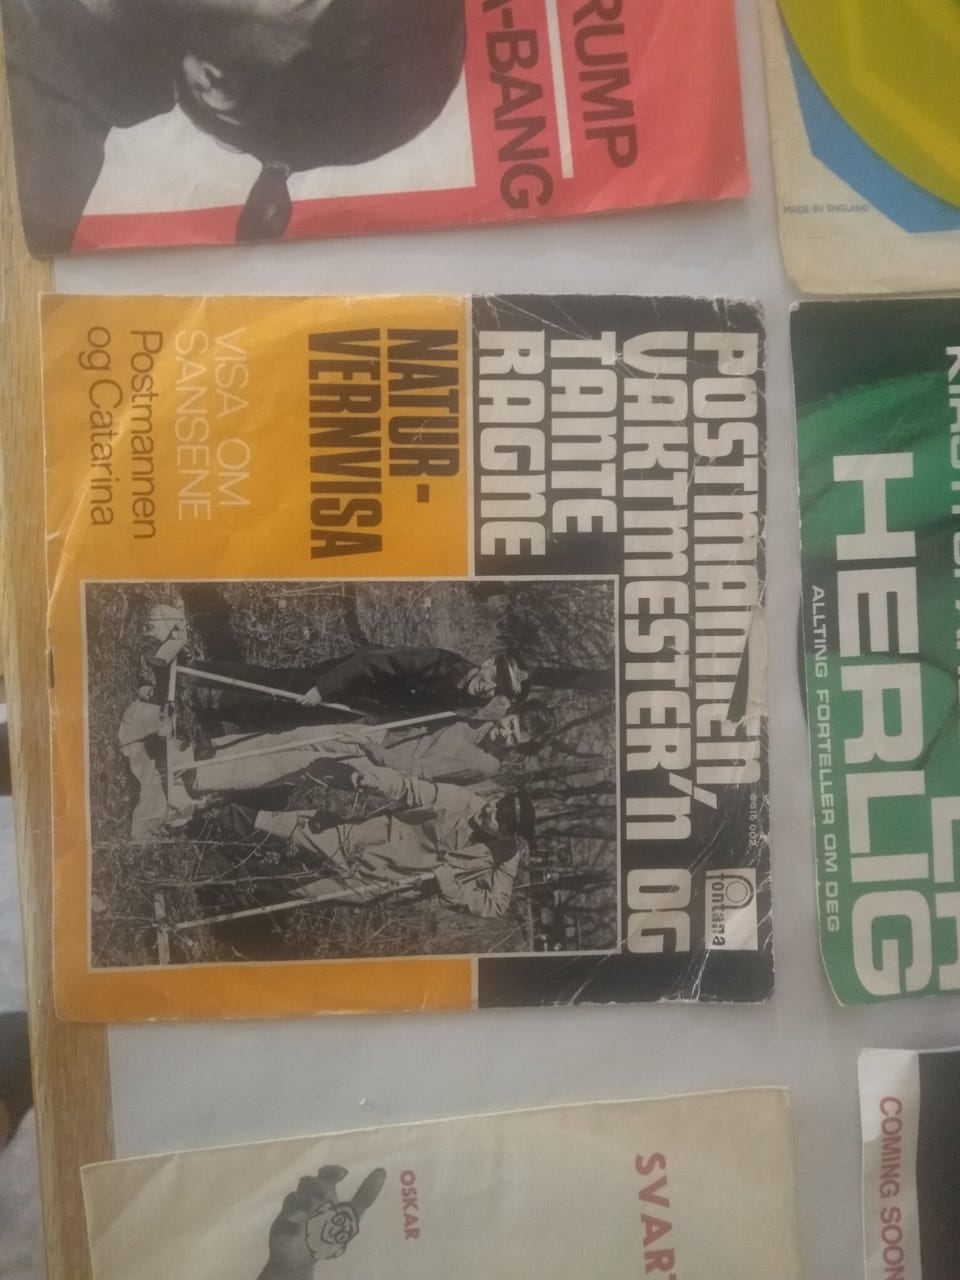 RUMP
A-BANG
MADE IN ENGLAND
POSTMANNEN
VAKTMESTER'N OG
TANTE
RAGNE
fontana
NATUR-
VERNVISA
VISA OM
SANSENE
Postmannen
og Catarina
HERLIG
ALLTING FORTELLER OM DEG
SVART
OSKAR
COMING SOON